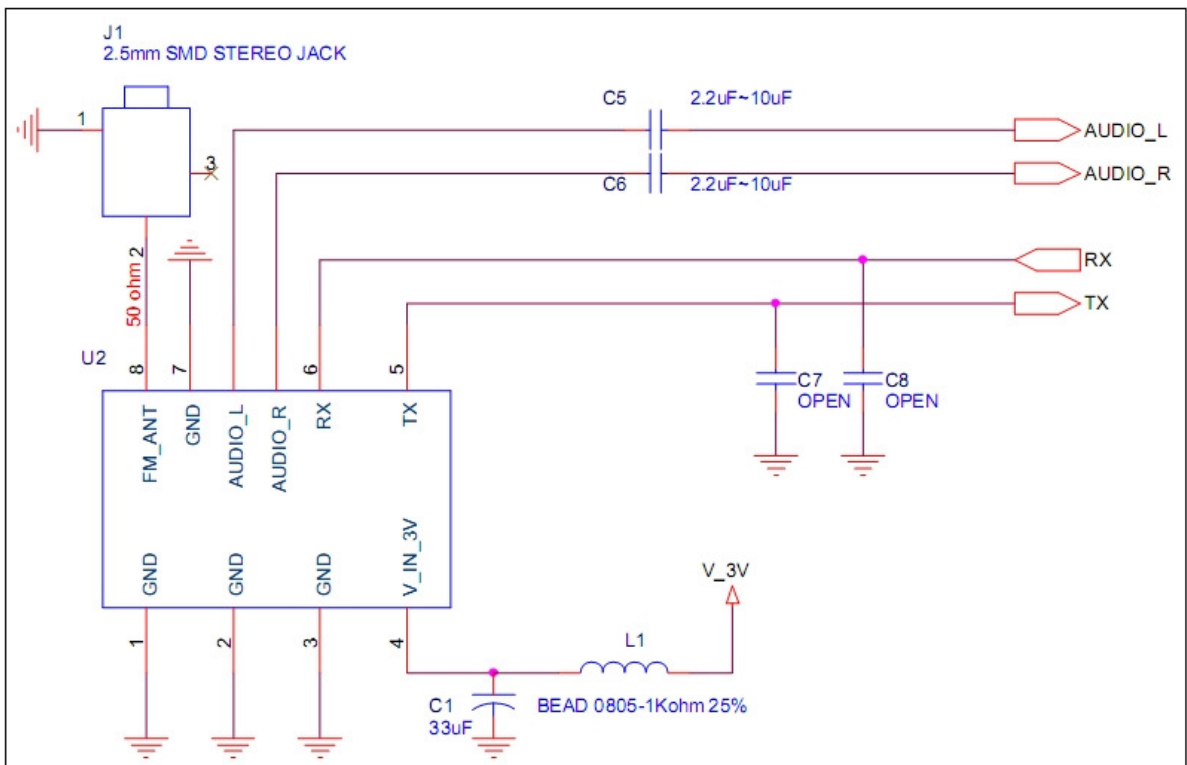 J1
2.5mm SMD STEREO JACK
1
3
2
50 ohm
C5
2.2uF~10uF
AUDIO_L
C6
2.2uF~10uF
AUDIO_R
RX
TX
U2
8
7
6
5
C7
OPEN
C8
OPEN
FM_ANT
GND
AUDIO_L
AUDIO_R
RX
TX
GND
GND
GND
V_IN_3V
1
2
3
4
V_3V
L1
BEAD 0805-1Kohm 25%
C1
33uF